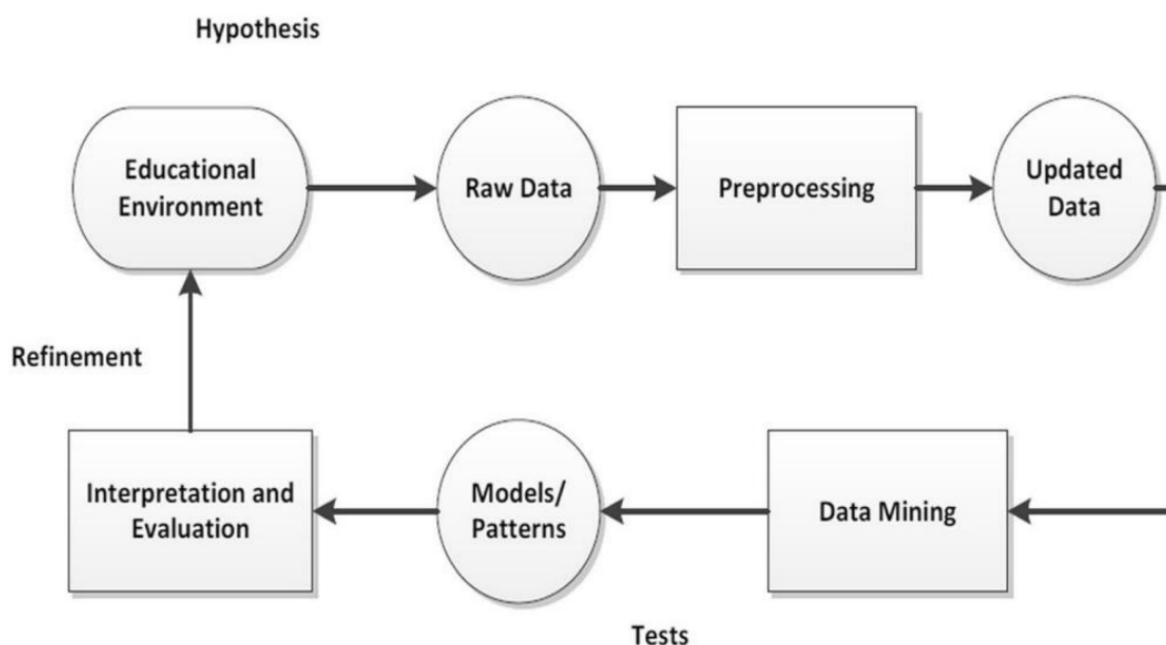 Hypothesis
Educational
Environment
Raw Data
Preprocessing
Updated
Data
Refinement
Interpretation and
Evaluation
Models/
Patterns
Data Mining
Tests